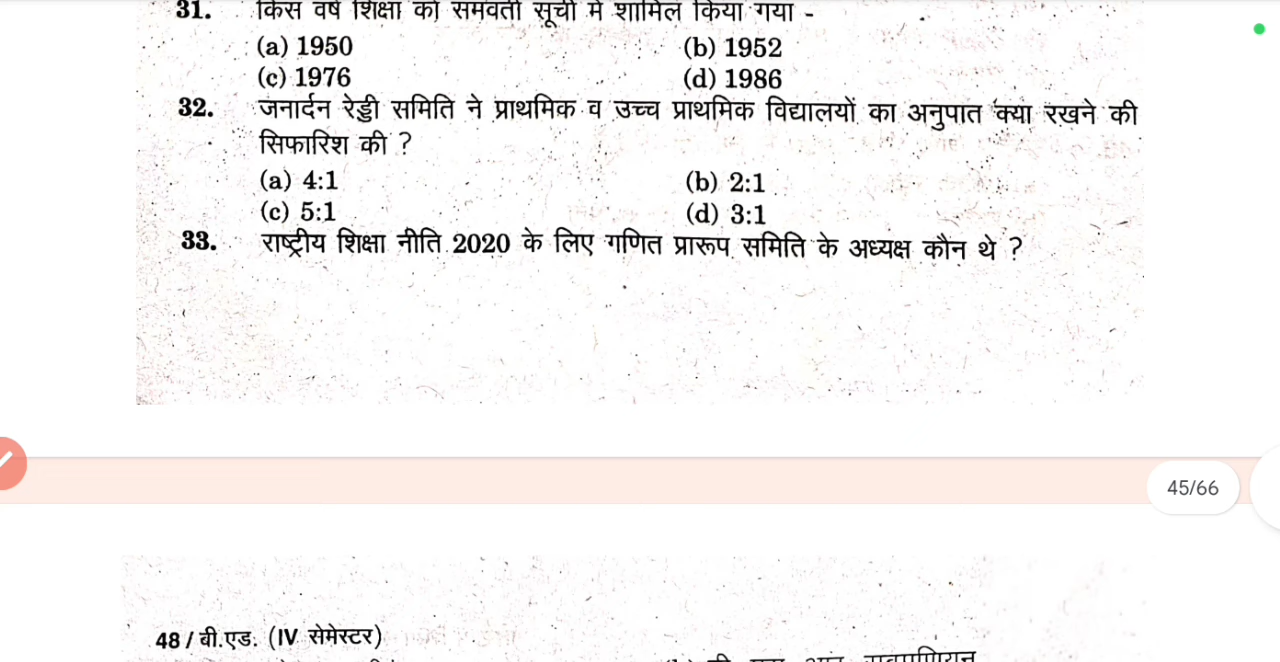 31. किस वर्ष शिक्षा को समवर्ती सूची में शामिल किया गया -
(a) 1950 (b) 1952
(c) 1976 (d) 1986
32. जनार्दन रेड्डी समिति ने प्राथमिक व उच्च प्राथमिक विद्यालयों का अनुपात क्या रखने की
सिफारिश की ?
(a) 4:1 (b) 2:1
(c) 5:1 (d) 3:1
33. राष्ट्रीय शिक्षा नीति 2020 के लिए गणित प्रारूप समिति के अध्यक्ष कौन थे ?
45/66
48 / बी.एड. (IV सेमेस्टर)